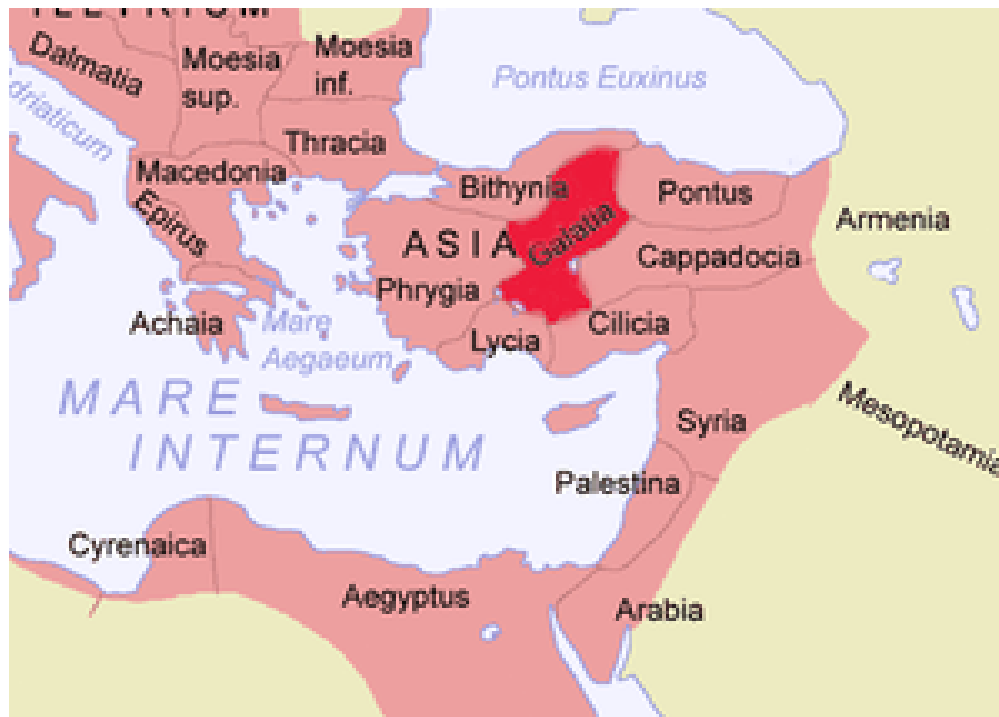 Dalmatia
Moesia
sup.
Moesia
inf.
Pontus Euxinus
driaticum
Thracia
Macedonia
Epirus
Bithynia
Pontus
Armenia
ASIA
Galatia
Cappadocia
Phrygia
Achaia
Mare
Aegaeum
Lycia
Cilicia
MARE
INTERNUM
Syria
Mesopotamia
Palestina
Cyrenaica
Aegyptus
Arabia